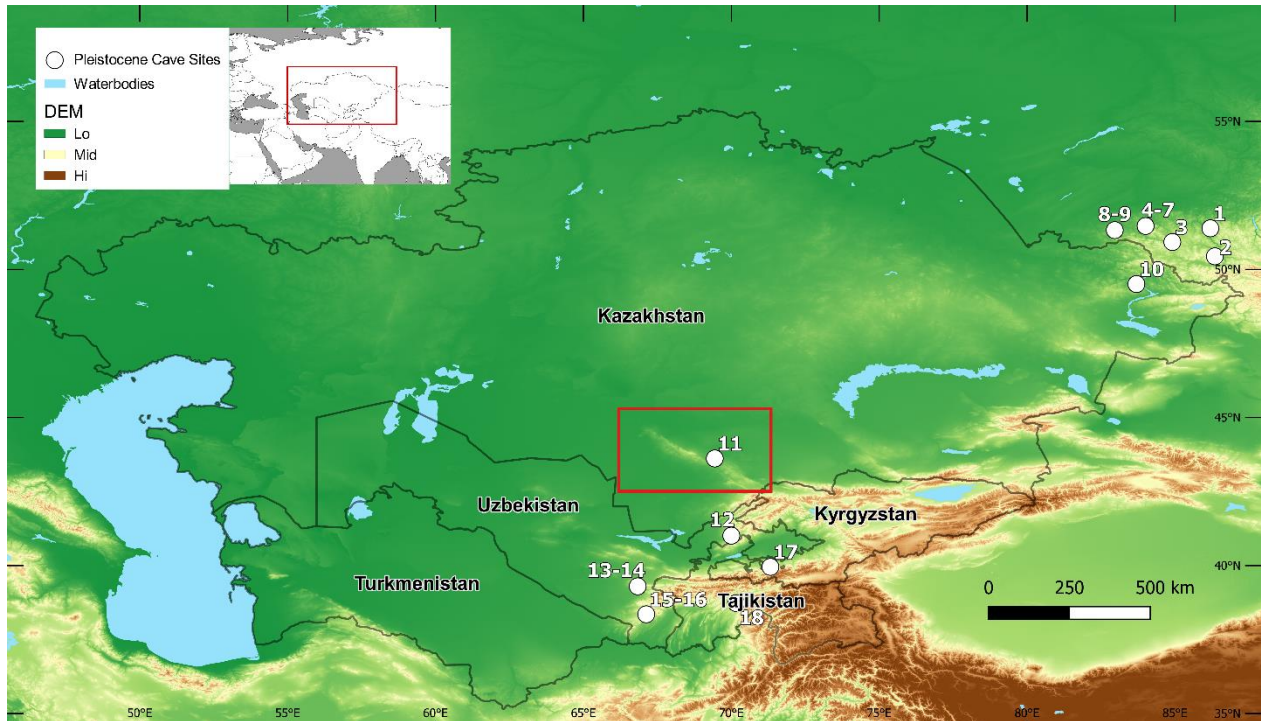 Pleistocene Cave Sites
Waterbodies
DEM
Lo
Mid
Hi
55°N
8-9
4-7
1
3
2
50°N
10
Kazakhstan
45°N
11
Uzbekistan
Kyrgyzstan
12
17
40°N
13-14
Turkmenistan
0 250 500 km
15-16
Tajikistan
18
50°E 55°E 60°E 65°E 70°E 75°E 80°E 85°E 35°N